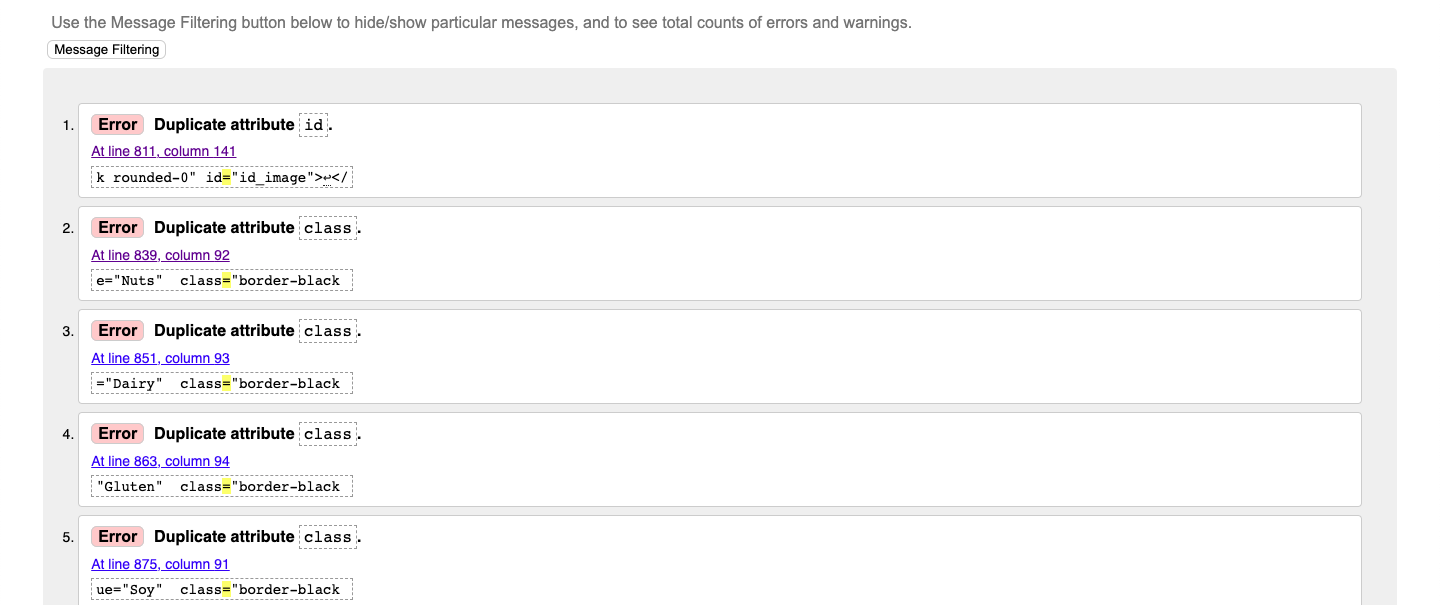 Use the Message Filtering button below to hide/show particular messages, and to see total counts of errors and warnings.
Message Filtering
1. Error Duplicate attribute id.
At line 811, column 141
k rounded-0" id="id_image">↩</
2. Error Duplicate attribute class.
At line 839, column 92
e="Nuts"  class="border-black
3. Error Duplicate attribute class.
At line 851, column 93
="Dairy"  class="border-black
4. Error Duplicate attribute class.
At line 863, column 94
"Gluten"  class="border-black
5. Error Duplicate attribute class.
At line 875, column 91
ue="Soy"  class="border-black